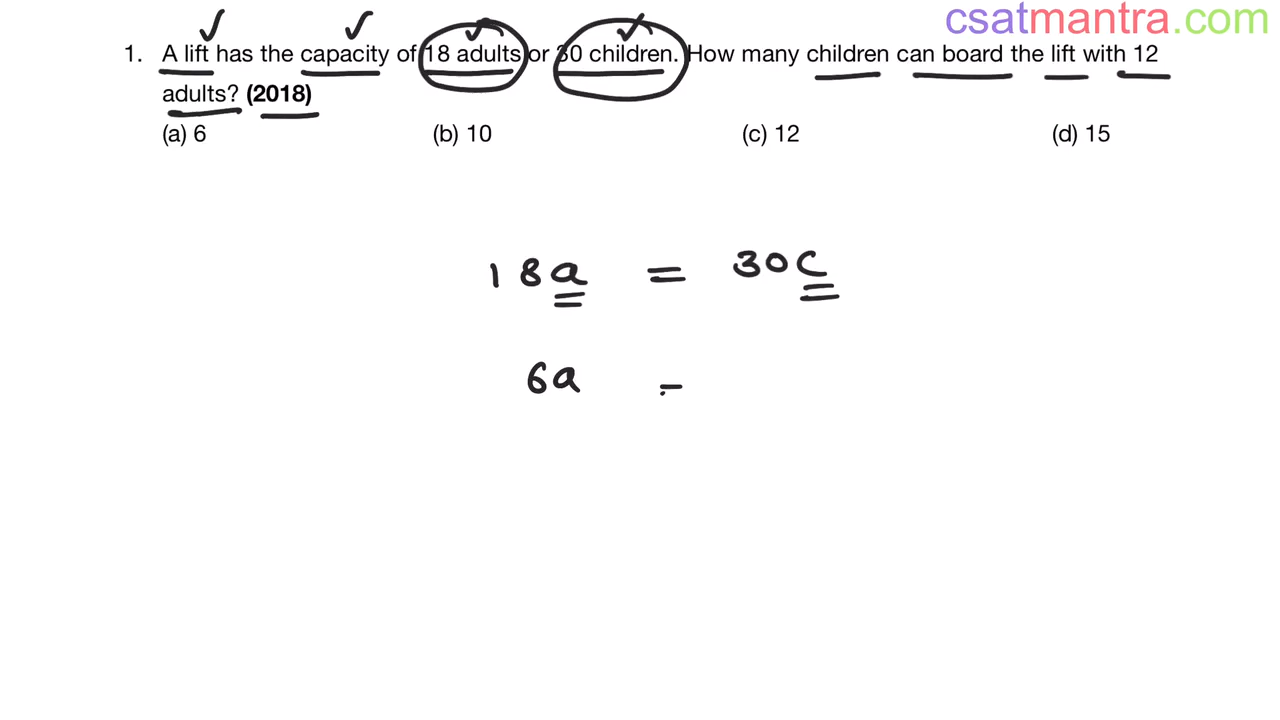 csatmantra.com
1. A lift has the capacity of 18 adults or 30 children. How many children can board the lift with 12
adults? (2018)
(a) 6 (b) 10 (c) 12 (d) 15
18a = 30c
6a =